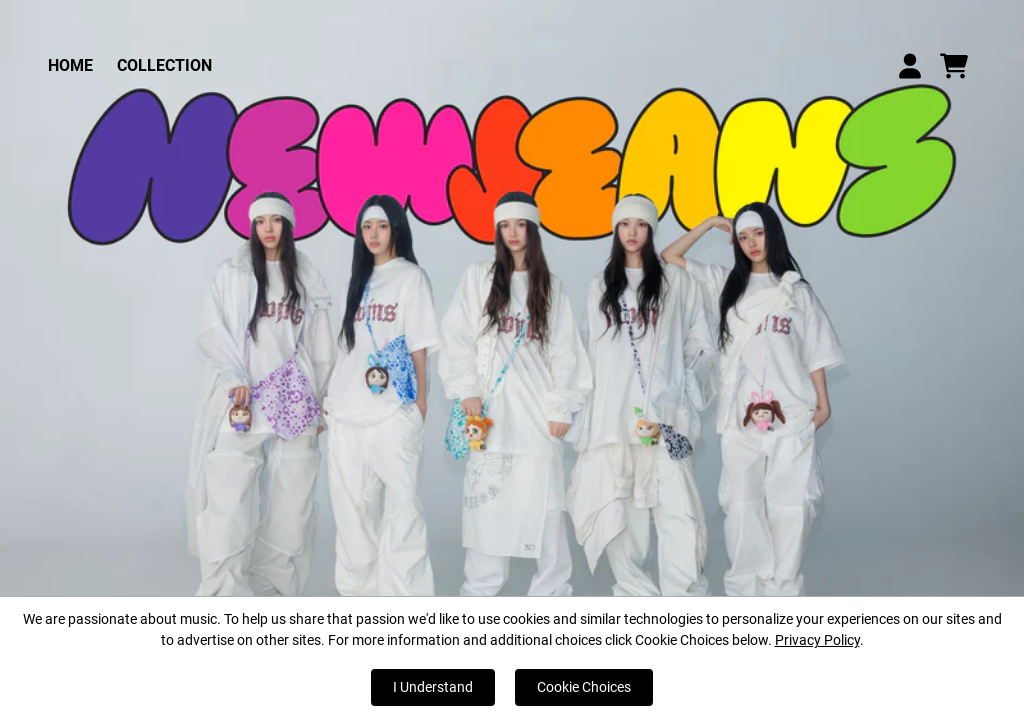 HOME COLLECTION
NEWJEANS
We are passionate about music. To help us share that passion we'd like to use cookies and similar technologies to personalize your experiences on our sites and
to advertise on other sites. For more information and additional choices click Cookie Choices below. Privacy Policy.
I Understand Cookie Choices